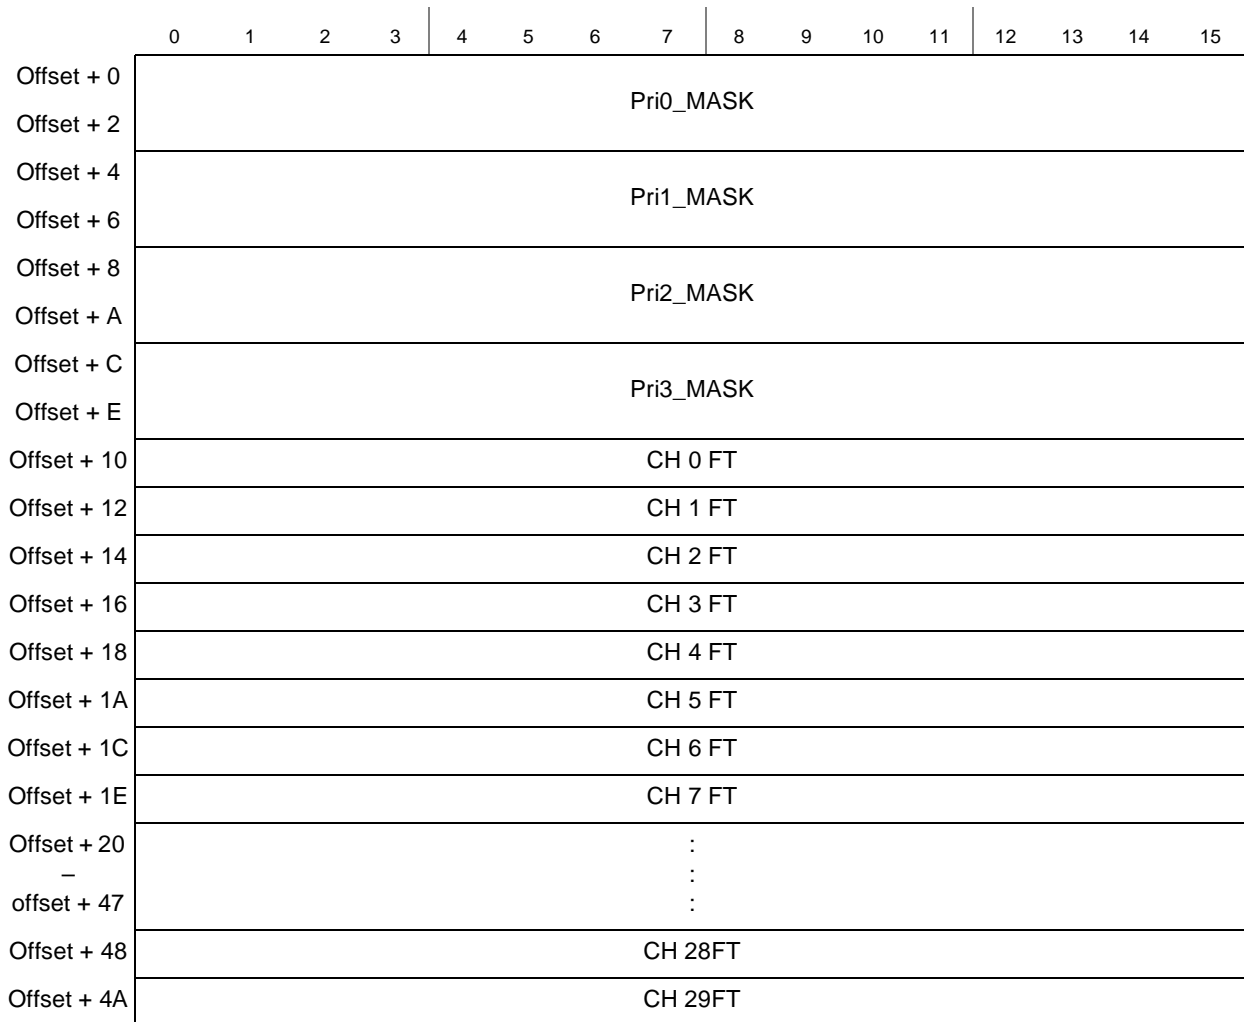 0 1 2 3 4 5 6 7 8 9 10 11 12 13 14 15
Offset + 0
Pri0_MASK
Offset + 2
Offset + 4
Pri1_MASK
Offset + 6
Offset + 8
Pri2_MASK
Offset + A
Offset + C
Pri3_MASK
Offset + E
Offset + 10 CH 0 FT
Offset + 12 CH 1 FT
Offset + 14 CH 2 FT
Offset + 16 CH 3 FT
Offset + 18 CH 4 FT
Offset + 1A CH 5 FT
Offset + 1C CH 6 FT
Offset + 1E CH 7 FT
Offset + 20 :
– :
offset + 47 :
Offset + 48 CH 28FT
Offset + 4A CH 29FT